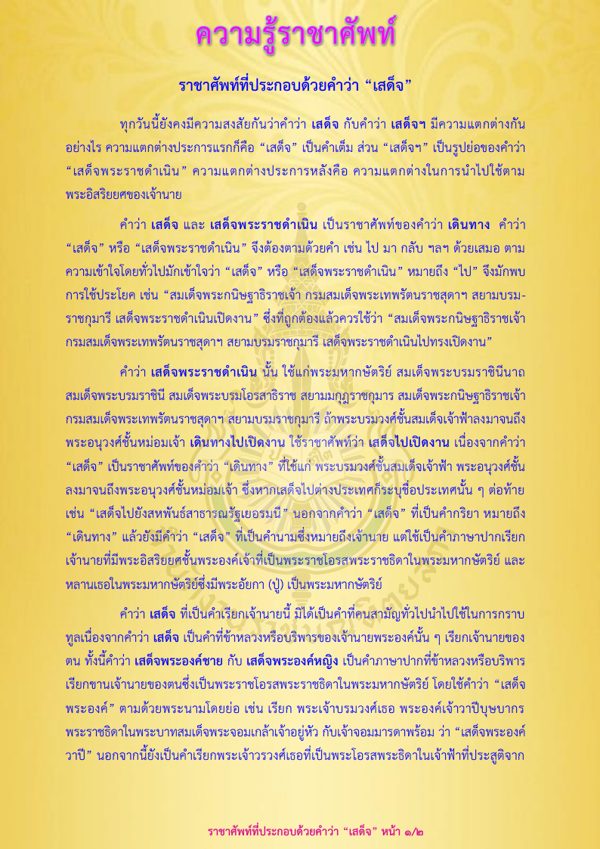 ความรู้ราชาศัพท์
ราชาศัพท์ที่ประกอบด้วยคำว่า “เสด็จ”
ทุกวันนี้ยังคงมีความสงสัยกันว่าคำว่า เสด็จ กับคำว่า เสด็จฯ มีความแตกต่างกัน
อย่างไร ความแตกต่างประการแรกก็คือ “เสด็จ” เป็นคำเต็ม ส่วน “เสด็จฯ” เป็นรูปย่อของคำว่า
“เสด็จพระราชดำเนิน” ความแตกต่างประการหลังคือ ความแตกต่างในการนำไปใช้ตาม
พระอิสริยยศของเจ้านาย
คำว่า เสด็จ และ เสด็จพระราชดำเนิน เป็นราชาศัพท์ของคำว่า เดินทาง คำว่า
“เสด็จ” หรือ “เสด็จพระราชดำเนิน” จึงต้องตามด้วยคำ เช่น ไป มา กลับ ฯลฯ ด้วยเสมอ ตาม
ความเข้าใจโดยทั่วไปมักเข้าใจว่า “เสด็จ” หรือ “เสด็จพระราชดำเนิน” หมายถึง “ไป” จึงมักพบ
การใช้ประโยค เช่น “สมเด็จพระกนิษฐาธิราชเจ้า กรมสมเด็จพระเทพรัตนราชสุดาฯ สยามบรม-
ราชกุมารี เสด็จพระราชดำเนินเปิดงาน” ซึ่งที่ถูกต้องแล้วควรใช้ว่า “สมเด็จพระกนิษฐาธิราชเจ้า
กรมสมเด็จพระเทพรัตนราชสุดาฯ สยามบรมราชกุมารี เสด็จพระราชดำเนินไปทรงเปิดงาน”
คำว่า เสด็จพระราชดำเนิน นั้น ใช้แก่พระมหากษัตริย์ สมเด็จพระบรมราชินีนาถ
สมเด็จพระบรมราชินี สมเด็จพระบรมโอรสาธิราช สยามมกุฎราชกุมาร สมเด็จพระกนิษฐาธิราชเจ้า
กรมสมเด็จพระเทพรัตนราชสุดาฯ สยามบรมราชกุมารี ถ้าพระบรมวงศ์ชั้นสมเด็จเจ้าฟ้าลงมาจนถึง
พระอนุวงศ์ชั้นหม่อมเจ้า เดินทางไปเปิดงาน ใช้ราชาศัพท์ว่า เสด็จไปเปิดงาน เนื่องจากคำว่า
“เสด็จ” เป็นราชาศัพท์ของคำว่า “เดินทาง” ที่ใช้แก่ พระบรมวงศ์ชั้นสมเด็จเจ้าฟ้า พระอนุวงศ์ชั้น
ลงมาจนถึงพระอนุวงศ์ชั้นหม่อมเจ้า ซึ่งหากเสด็จไปต่างประเทศก็ระบุชื่อประเทศนั้น ๆ ต่อท้าย
เช่น “เสด็จไปยังสหพันธ์สาธารณรัฐเยอรมนี” นอกจากคำว่า “เสด็จ” ที่เป็นคำกริยา หมายถึง
“เดินทาง” แล้วยังมีคำว่า “เสด็จ” ที่เป็นคำนามซึ่งหมายถึงเจ้านาย แต่ใช้เป็นคำภาษาปากเรียก
เจ้านายที่มีพระอิสริยยศชั้นพระองค์เจ้าที่เป็นพระราชโอรสพระราชธิดาในพระมหากษัตริย์ และ
หลานเธอในพระมหากษัตริย์ซึ่งมีพระอัยกา (ปู่) เป็นพระมหากษัตริย์
คำว่า เสด็จ ที่เป็นคำเรียกเจ้านายนี้ มิได้เป็นคำที่คนสามัญทั่วไปนำไปใช้ในการกราบ
ทูลเนื่องจากคำว่า เสด็จ เป็นคำที่ข้าหลวงหรือบริพารของเจ้านายพระองค์นั้น ๆ เรียกเจ้านายของ
ตน ทั้งนี้คำว่า เสด็จพระองค์ชาย กับ เสด็จพระองค์หญิง เป็นคำภาษาปากที่ข้าหลวงหรือบริพาร
เรียกขานเจ้านายของตนซึ่งเป็นพระราชโอรสพระราชธิดาในพระมหากษัตริย์ โดยใช้คำว่า “เสด็จ
พระองค์” ตามด้วยพระนามโดยย่อ เช่น เรียก พระเจ้าบรมวงศ์เธอ พระองค์เจ้าวาปีบุษบากร
พระราชธิดาในพระบาทสมเด็จพระจอมเกล้าเจ้าอยู่หัว กับเจ้าจอมมารดาพร้อม ว่า “เสด็จพระองค์
วาปี” นอกจากนี้ยังเป็นคำเรียกพระเจ้าวรวงศ์เธอที่เป็นพระโอรสพระธิดาในเจ้าฟ้าที่ประสูติจาก
ราชาศัพท์ที่ประกอบด้วยคำว่า “เสด็จ” หน้า ๑/๒